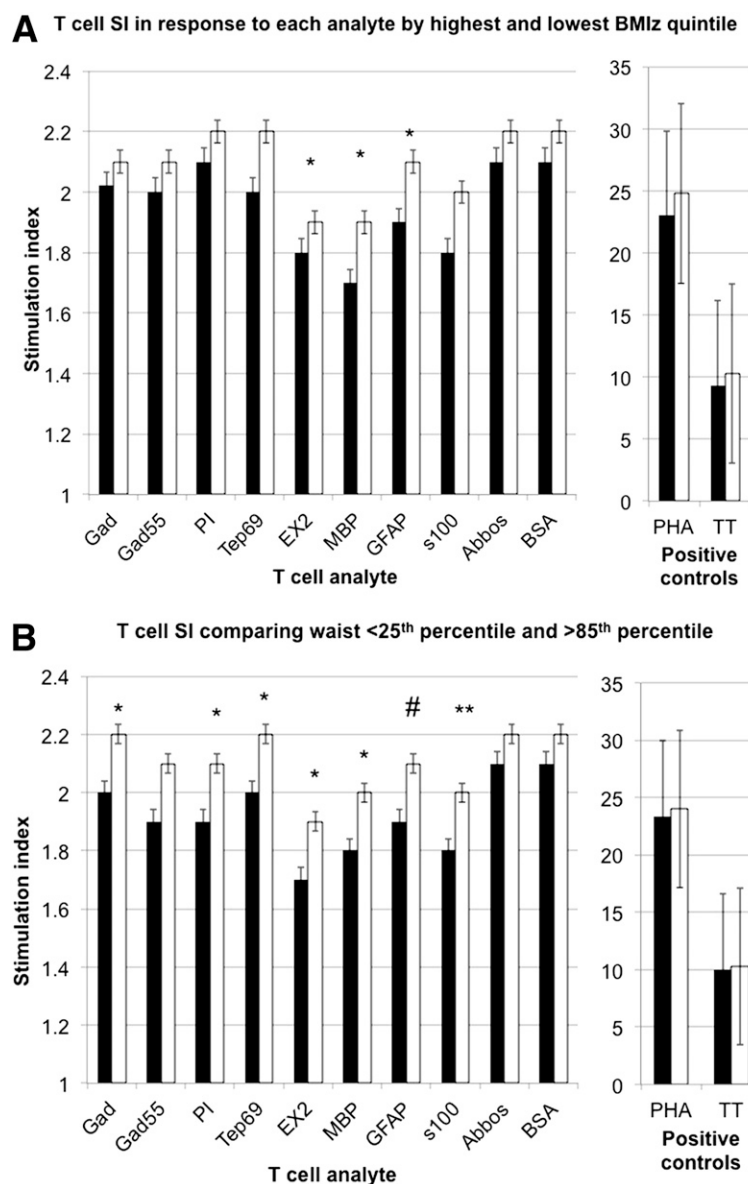 A
T cell SI in response to each analyte by highest and lowest BMIz quintile
2.4
2.2
2
1.8
1.6
1.4
1.2
1
Stimulation index
*
*
*
Gad
Gad55
PI
Tep69
EX2
MBP
GFAP
s100
Abbos
BSA
T cell analyte
35
30
25
20
15
10
5
0
PHA
TT
Positive
controls
B
T cell SI comparing waist <25th percentile and >85th percentile
2.4
2.2
2
1.8
1.6
1.4
1.2
1
Stimulation index
*
*
*
*
*
#
**
Gad
Gad55
PI
Tep69
EX2
MBP
GFAP
s100
Abbos
BSA
T cell analyte
35
30
25
20
15
10
5
0
PHA
TT
Positive
controls